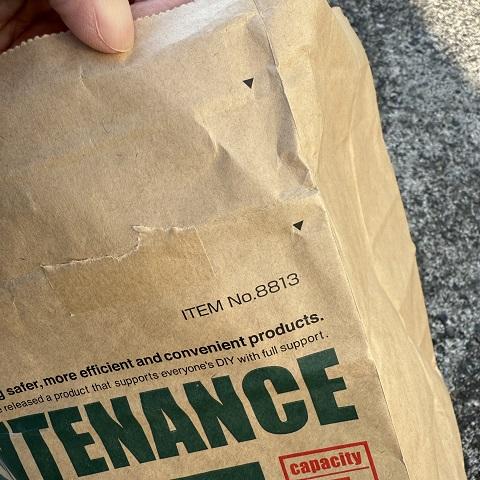 ITEM No.8813
safer, more efficient and convenient products.
released a product that supports everyone's DIY with full support.
TENANCE
capacity